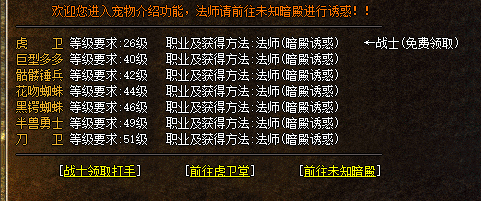 欢迎您进入宠物介绍功能，法师请前往未知暗殿进行诱惑！！
虎　卫 等级要求:26级 职业及获得方法:法师(暗殿诱惑) ←战士(免费领取)
巨型多多 等级要求:40级 职业及获得方法:法师(暗殿诱惑)
骷髅锤兵 等级要求:42级 职业及获得方法:法师(暗殿诱惑)
花吻蜘蛛 等级要求:44级 职业及获得方法:法师(暗殿诱惑)
黑锷蜘蛛 等级要求:46级 职业及获得方法:法师(暗殿诱惑)
半兽勇士 等级要求:49级 职业及获得方法:法师(暗殿诱惑)
刀　卫 等级要求:51级 职业及获得方法:法师(暗殿诱惑)
[战士领取打手] [前往虎卫堂] [前往未知暗殿]